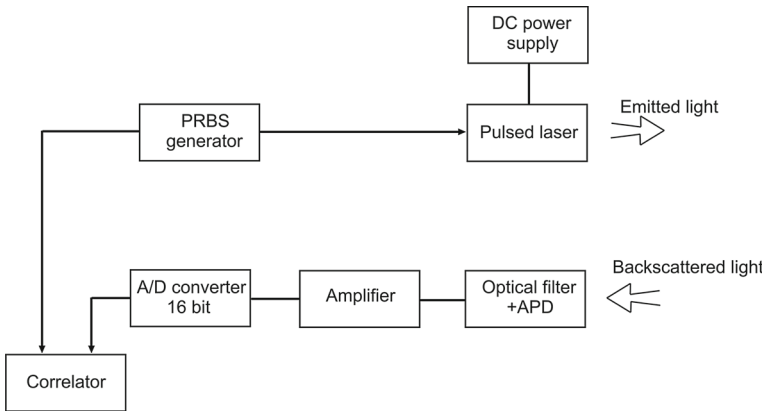 DC power
supply
Emitted light
PRBS
generator
Pulsed laser
Backscattered light
A/D converter
16 bit
Amplifier
Optical filter
+APD
Correlator